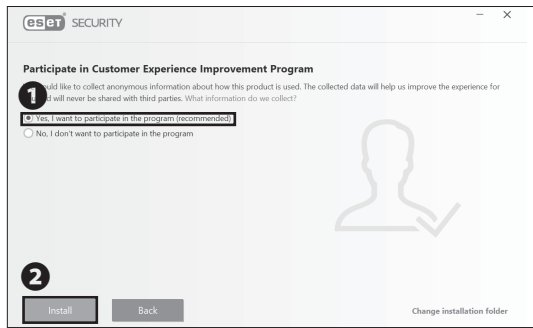 eset SECURITY
Participate in Customer Experience Improvement Program
ould like to collect anonymous information about how this product is used. The collected data will help us improve the experience for
d will never be shared with third parties. What information do we collect?
1
Yes, I want to participate in the program (recommended)
No, I don't want to participate in the program
2
Install Back Change installation folder